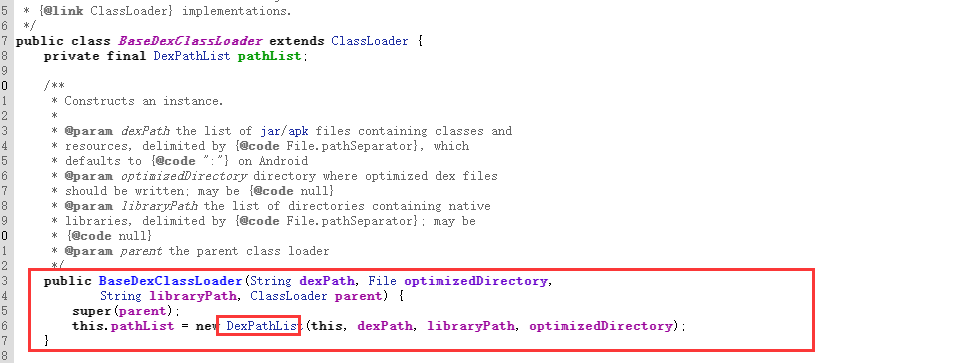 5  * {@link ClassLoader} implementations.
6  */
7 public class BaseDexClassLoader extends ClassLoader {
8     private final DexPathList pathList;
9
0     /**
1      * Constructs an instance.
2      *
3      * @param dexPath the list of jar/apk files containing classes and
4      * resources, delimited by {@code File.pathSeparator}, which
5      * defaults to {@code ":"} on Android
6      * @param optimizedDirectory directory where optimized dex files
7      * should be written; may be {@code null}
8      * @param libraryPath the list of directories containing native
9      * libraries, delimited by {@code File.pathSeparator}; may be
0      * {@code null}
1      * @param parent the parent class loader
2      */
3     public BaseDexClassLoader(String dexPath, File optimizedDirectory,
4             String libraryPath, ClassLoader parent) {
5         super(parent);
6         this.pathList = new DexPathList(this, dexPath, libraryPath, optimizedDirectory);
7     }
8